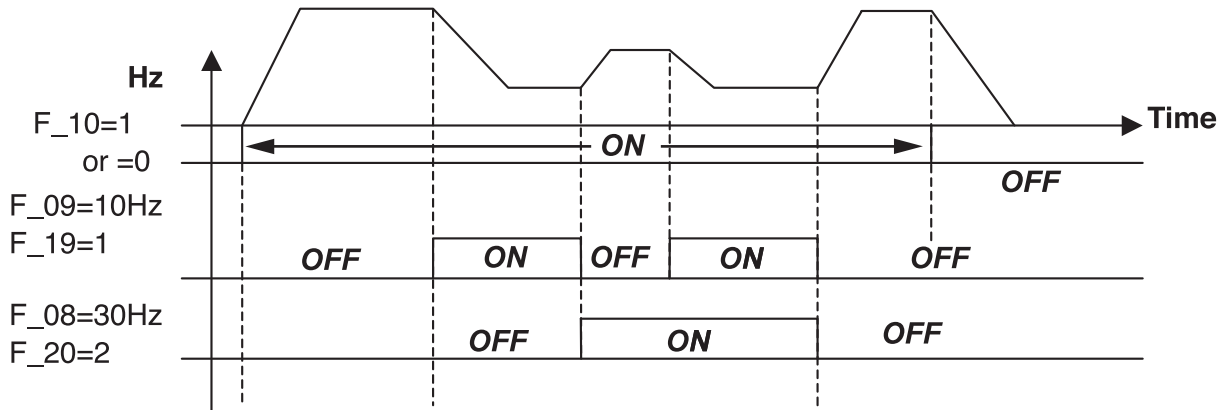 Hz
Time
F_10=1
or =0
ON
OFF
F_09=10Hz
F_19=1
OFF
ON
OFF
ON
OFF
F_08=30Hz
F_20=2
OFF
ON
OFF